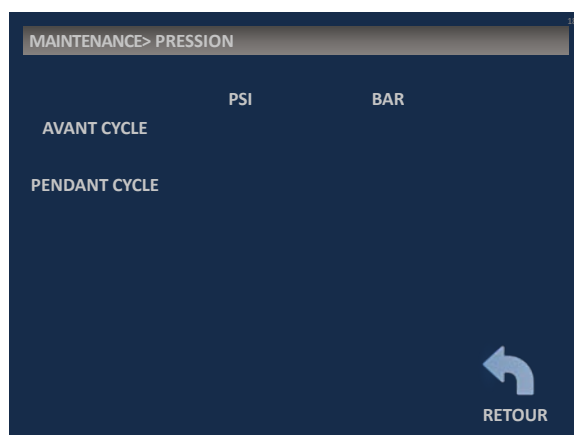 MAINTENANCE> PRESSION
PSI BAR
AVANT CYCLE
PENDANT CYCLE
RETOUR